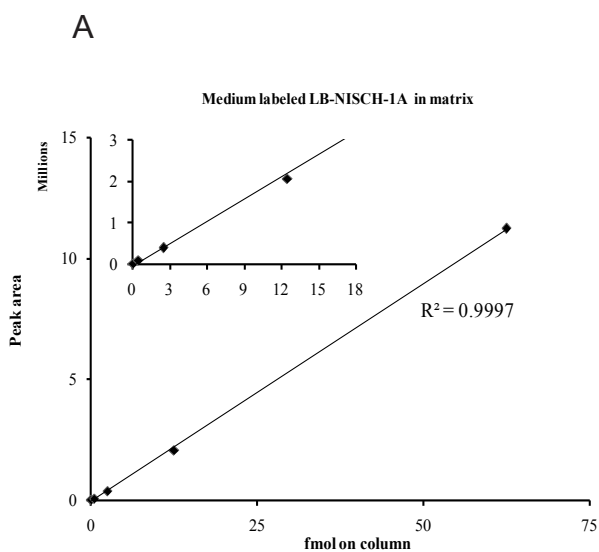 A
Medium labeled LB-NISCH-1A in matrix
Millions
Peak area
15
10
5
0
3
2
1
0
0 3 6 9 12 15 18
R² = 0.9997
0 25 50 75
fmol on column